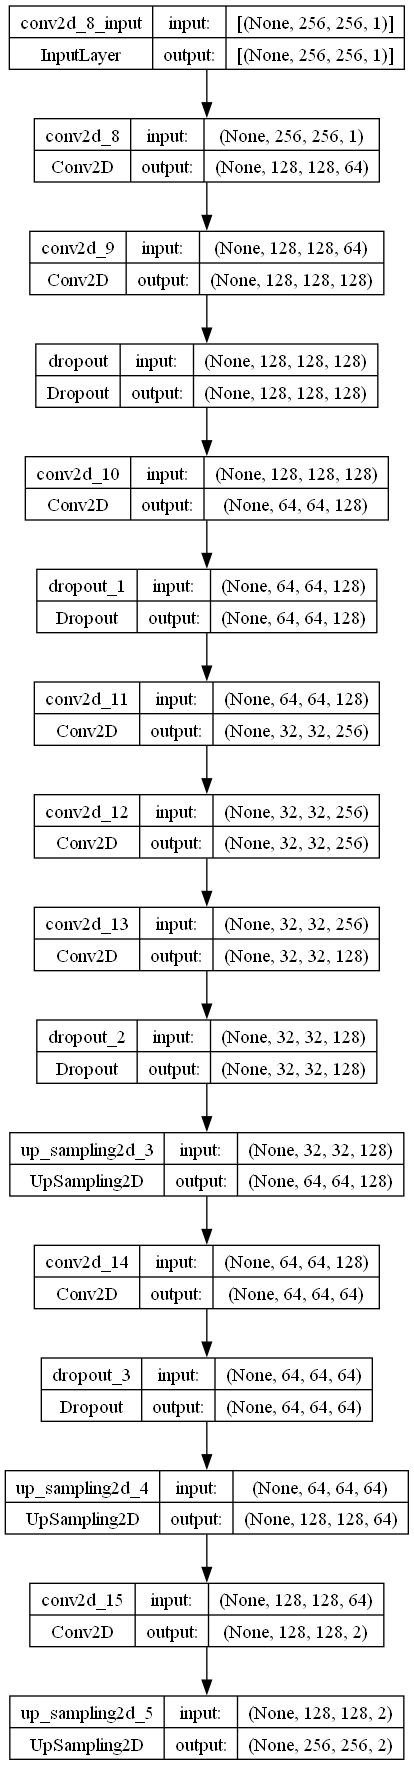 conv2d_8_input input: [(None, 256, 256, 1)]
InputLayer output: [(None, 256, 256, 1)]
conv2d_8 input: (None, 256, 256, 1)
Conv2D output: (None, 128, 128, 64)
conv2d_9 input: (None, 128, 128, 64)
Conv2D output: (None, 128, 128, 128)
dropout input: (None, 128, 128, 128)
Dropout output: (None, 128, 128, 128)
conv2d_10 input: (None, 128, 128, 128)
Conv2D output: (None, 64, 64, 128)
dropout_1 input: (None, 64, 64, 128)
Dropout output: (None, 64, 64, 128)
conv2d_11 input: (None, 64, 64, 128)
Conv2D output: (None, 32, 32, 256)
conv2d_12 input: (None, 32, 32, 256)
Conv2D output: (None, 32, 32, 256)
conv2d_13 input: (None, 32, 32, 256)
Conv2D output: (None, 32, 32, 128)
dropout_2 input: (None, 32, 32, 128)
Dropout output: (None, 32, 32, 128)
up_sampling2d_3 input: (None, 32, 32, 128)
UpSampling2D output: (None, 64, 64, 128)
conv2d_14 input: (None, 64, 64, 128)
Conv2D output: (None, 64, 64, 64)
dropout_3 input: (None, 64, 64, 64)
Dropout output: (None, 64, 64, 64)
up_sampling2d_4 input: (None, 64, 64, 64)
UpSampling2D output: (None, 128, 128, 64)
conv2d_15 input: (None, 128, 128, 64)
Conv2D output: (None, 128, 128, 2)
up_sampling2d_5 input: (None, 128, 128, 2)
UpSampling2D output: (None, 256, 256, 2)